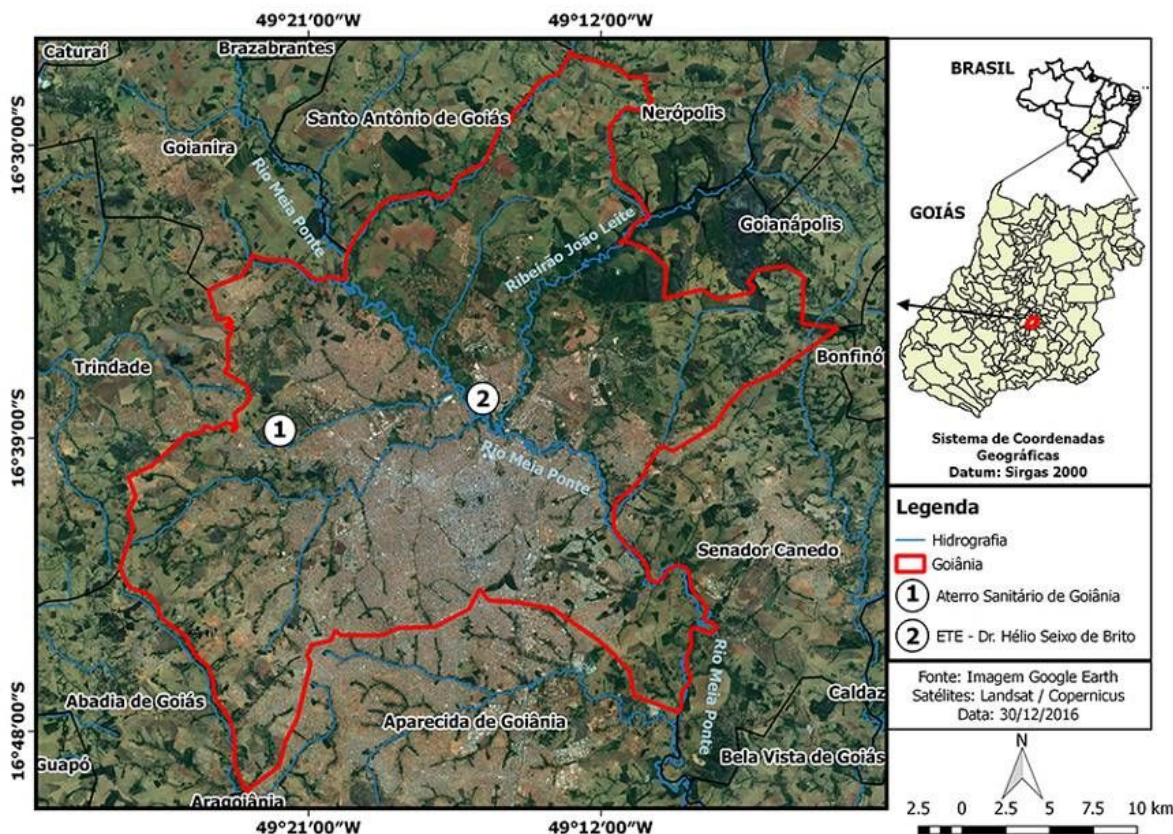 49°21'00"W
49°12'00"W
Caturaí
Brazabrantes
Santo Antônio de Goiás
Nerópolis
Goianira
16°30'00"S
Rio Meia Ponte
Ribeirão João Leite
Goianápolis
Trindade
Bonfinó
1
2
16°39'00"S
Rio Meia Ponte
Senador Canedo
Rio Meia Ponte
Abadia de Goiás
Aparecida de Goiânia
Caldaz
16°48'00"S
Guapó
Bela Vista de Goiás
Aragoiânia
49°21'00"W
49°12'00"W
BRASIL
GOIÁS
Sistema de Coordenadas
Geográficas
Datum: Sirgas 2000
Legenda
Hidrografia
Goiânia
1 Aterro Sanitário de Goiânia
2 ETE - Dr. Hélio Seixo de Brito
Fonte: Imagem Google Earth
Satélites: Landsat / Copernicus
Data: 30/12/2016
N
2.5 0 2.5 5 7.5 10 km